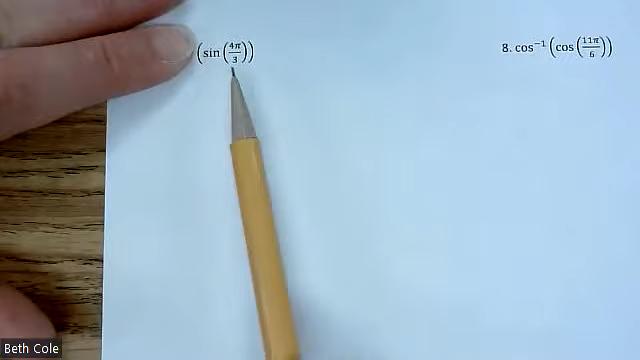 (sin(4π/3))
8. cos⁻¹(cos(11π/6))
Beth Cole